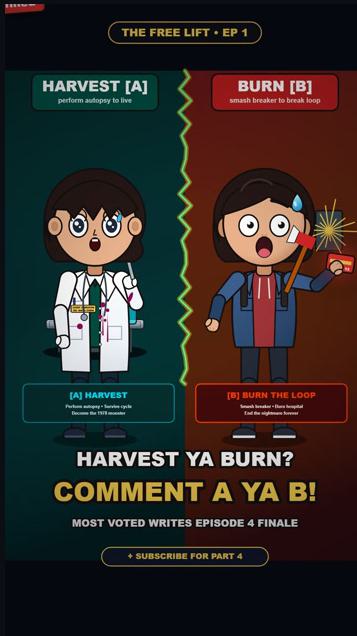 THE FREE LIFT • EP 1
HARVEST [A]
perform autopsy to live
BURN [B]
smash breaker to break loop
[A] HARVEST
Perform autopsy • Survive cycle
Become the 1978 monster
[B] BURN THE LOOP
Smash breaker • Burn hospital
End the nightmare forever
HARVEST YA BURN?
COMMENT A YA B!
MOST VOTED WRITES EPISODE 4 FINALE
+ SUBSCRIBE FOR PART 4